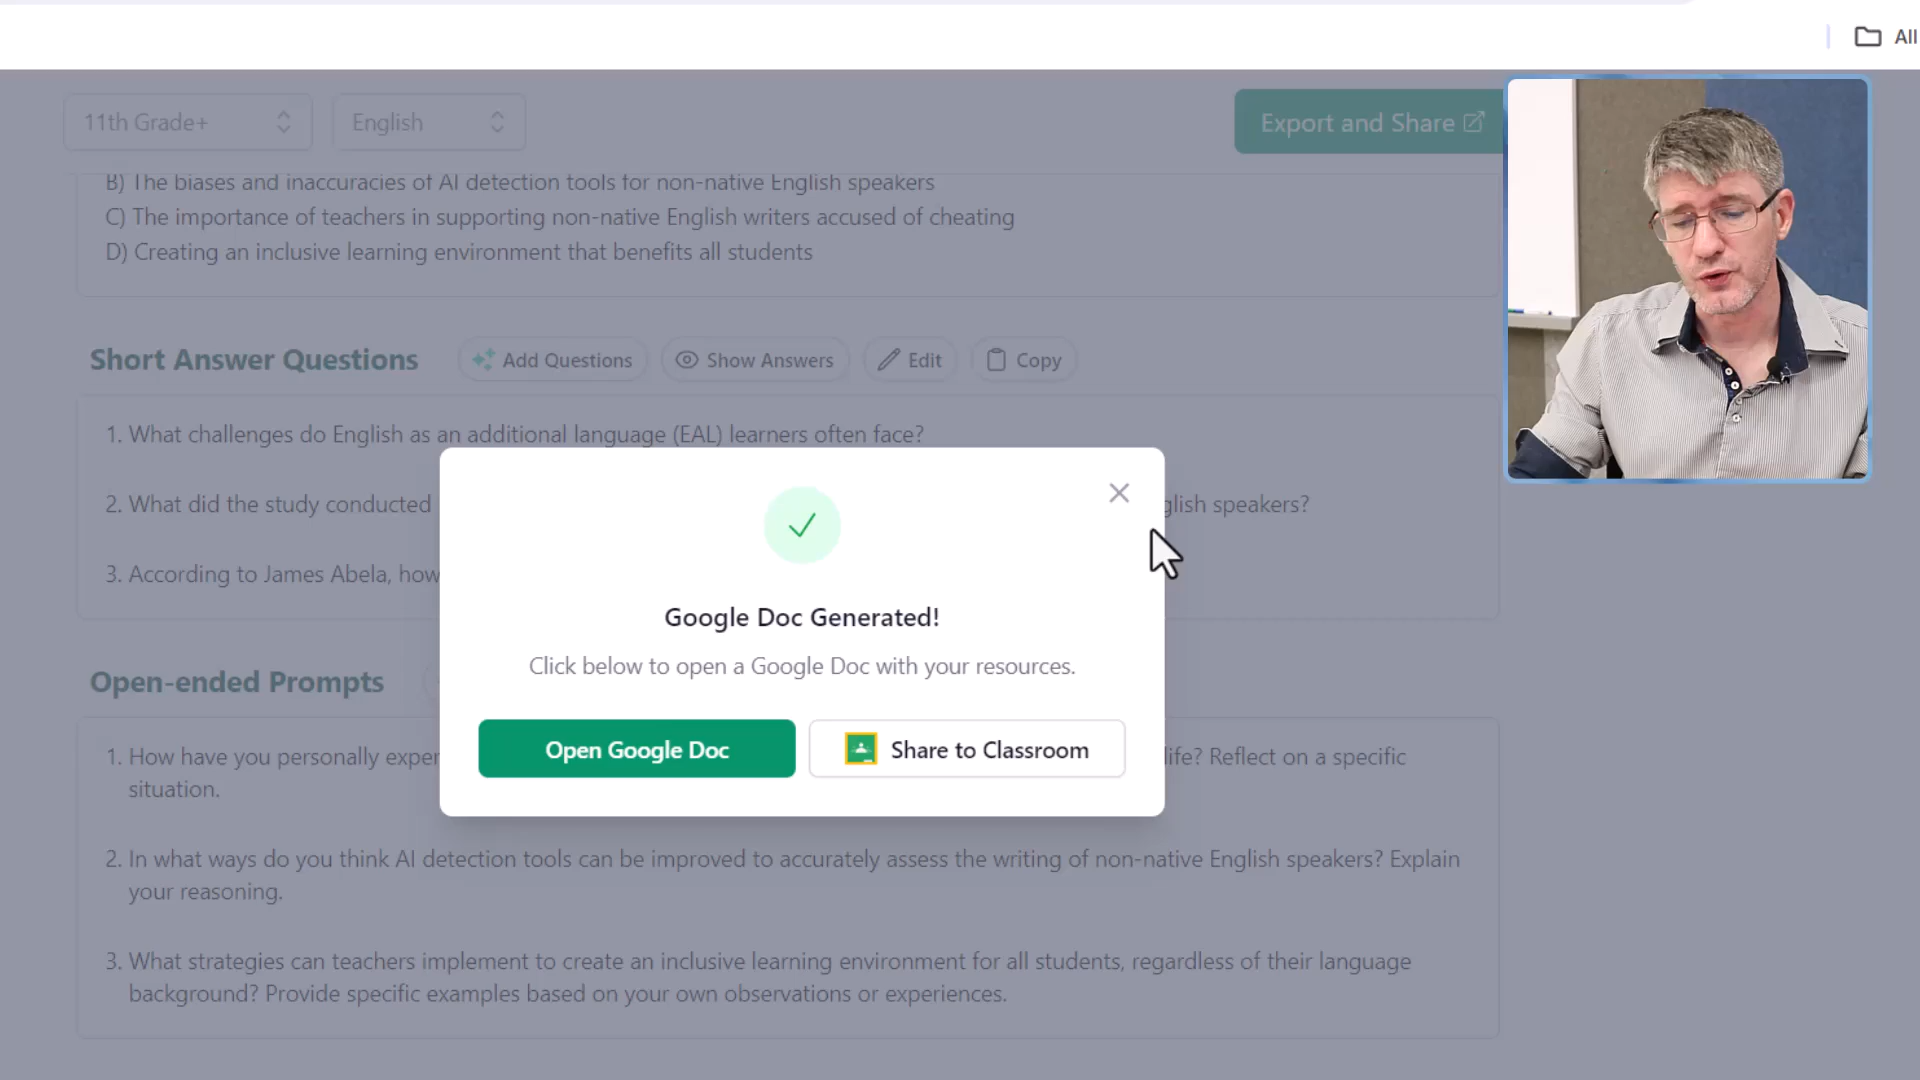 All
11th Grade+
English
Export and Share
B) The biases and inaccuracies of AI detection tools for non-native English speakers
C) The importance of teachers in supporting non-native English writers accused of cheating
D) Creating an inclusive learning environment that benefits all students
Short Answer Questions
Add Questions
Show Answers
Edit
Copy
1. What challenges do English as an additional language (EAL) learners often face?
2. What did the study conducted
glish speakers?
3. According to James Abela, how
Google Doc Generated!
Click below to open a Google Doc with your resources.
Open Google Doc
Share to Classroom
Open-ended Prompts
1. How have you personally exper
life? Reflect on a specific
situation.
2. In what ways do you think AI detection tools can be improved to accurately assess the writing of non-native English speakers? Explain
your reasoning.
3. What strategies can teachers implement to create an inclusive learning environment for all students, regardless of their language
background? Provide specific examples based on your own observations or experiences.